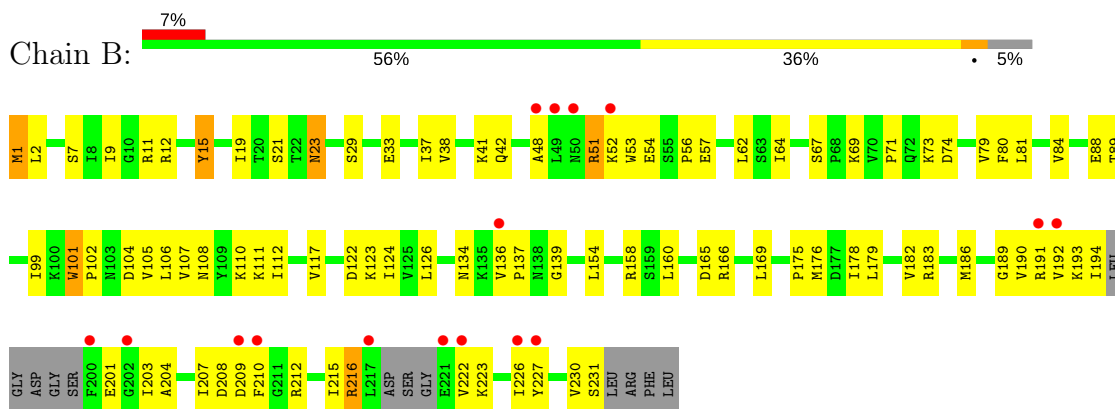 7%
Chain B:
56% 36% • 5%
M1 L2 S7 I8 I9 G10 R11 R12 Y15 I19 T20 S21 T22 N23 S29 E33 I37 V38 K41 Q42 A48 L49 N50 R51 K52 W53 E54 S55 P56 E57 L62 S63 I64 S67 P68 K69 V70 P71 Q72 K73 D74 V79 F80 L81 V84 E88 T89
I99 K100 W101 P102 N103 D104 V105 L106 V107 N108 Y109 K110 K111 I112 V117 D122 K123 I124 V125 L126 N134 K135 V136 P137 N138 G139 L154 R158 S159 L160 D165 R166 L169 P175 M176 D177 I178 L179 V182 R183 M186 G189 V190 R191 V192 K193 I194 LEU
GLY ASP GLY SER F200 E201 G202 I203 A204 I207 D208 D209 F210 G211 R212 I215 R216 L217 ASP SER GLY E221 V222 K223 I226 Y227 V230 S231 LEU ARG PHE LEU